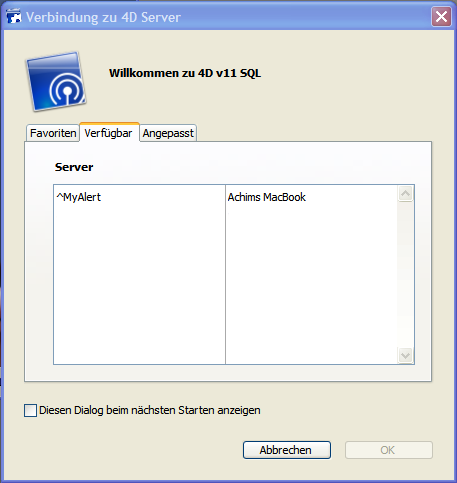 Verbindung zu 4D Server
Willkommen zu 4D v11 SQL
Favoriten Verfügbar Angepasst
Server
^MyAlert Achims MacBook
Diesen Dialog beim nächsten Starten anzeigen
Abbrechen OK